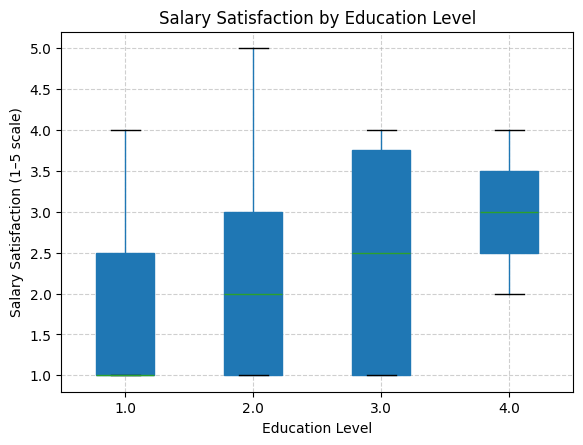 Salary Satisfaction by Education Level
Salary Satisfaction (1–5 scale)
5.0
4.5
4.0
3.5
3.0
2.5
2.0
1.5
1.0
1.0 2.0 3.0 4.0
Education Level